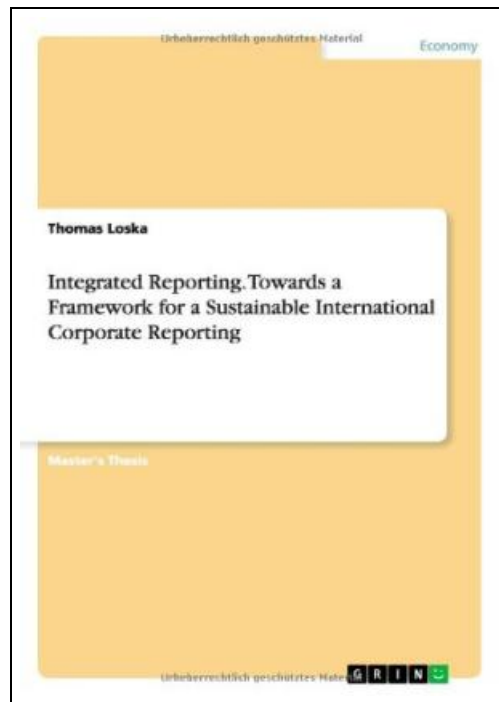 Urheberrechtlich geschütztes Material
Economy
Thomas Loska
Integrated Reporting. Towards a
Framework for a Sustainable International
Corporate Reporting
Master's Thesis
Urheberrechtlich geschütztes
GRIN